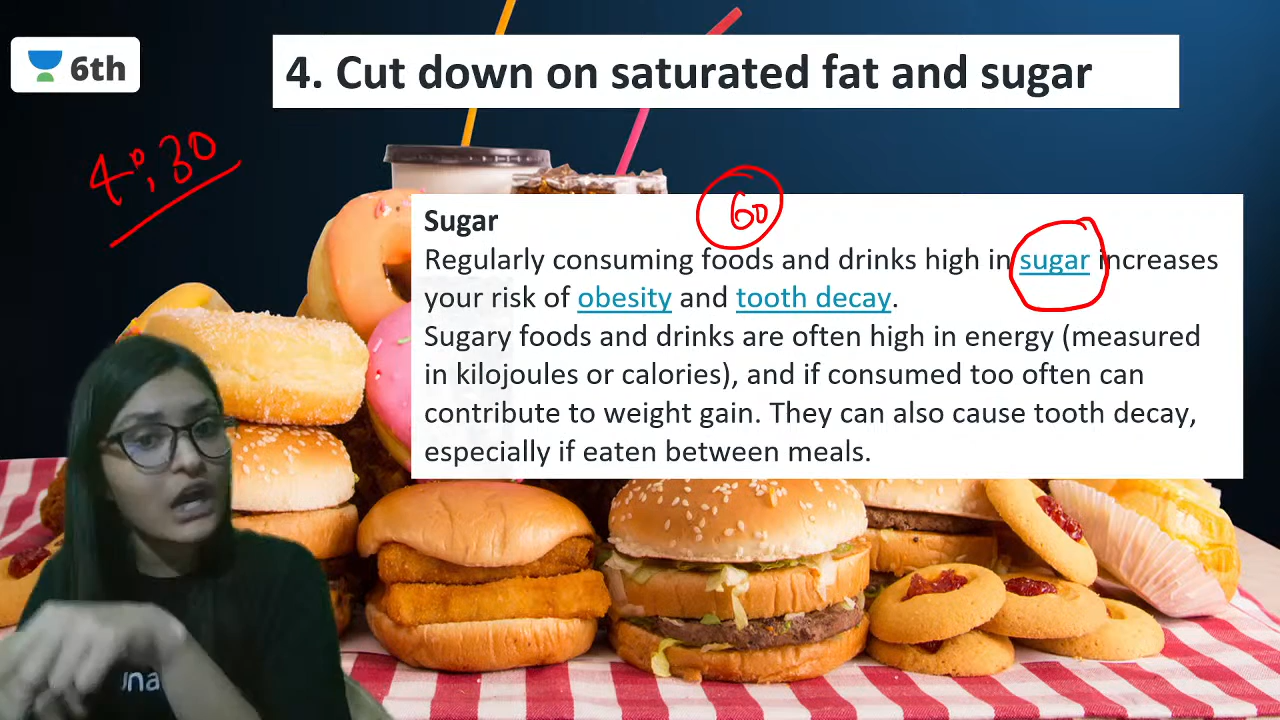 6th
4. Cut down on saturated fat and sugar
4:30
60
Sugar
Regularly consuming foods and drinks high in sugar increases
your risk of obesity and tooth decay.
Sugary foods and drinks are often high in energy (measured
in kilojoules or calories), and if consumed too often can
contribute to weight gain. They can also cause tooth decay,
especially if eaten between meals.
una